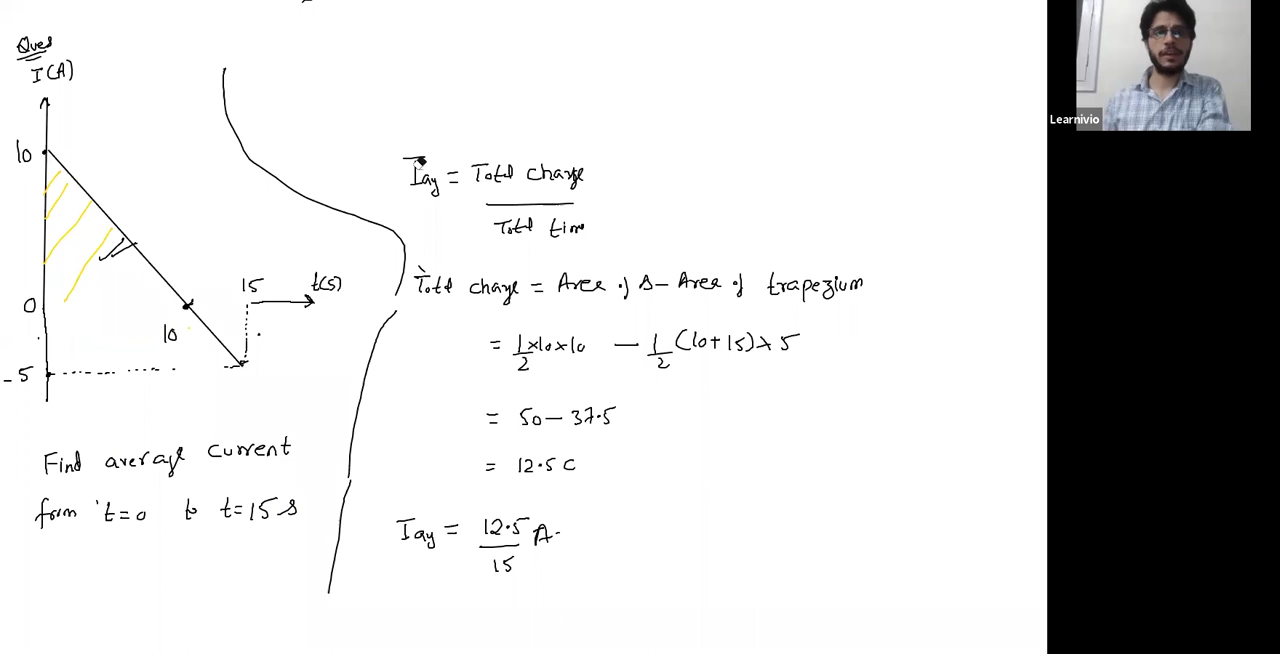 Ques
I(A)
10
0
-5
10
15
t(s)
Find average current
from t=0 to t=15 s
Iav = Total charge
Total time
Total charge = Area of Δ - Area of trapezium
= 1/2 ×10×10 - 1/2 (10+15)×5
= 50 - 37.5
= 12.5 C
Iav = 12.5/15 A.
Learnivio